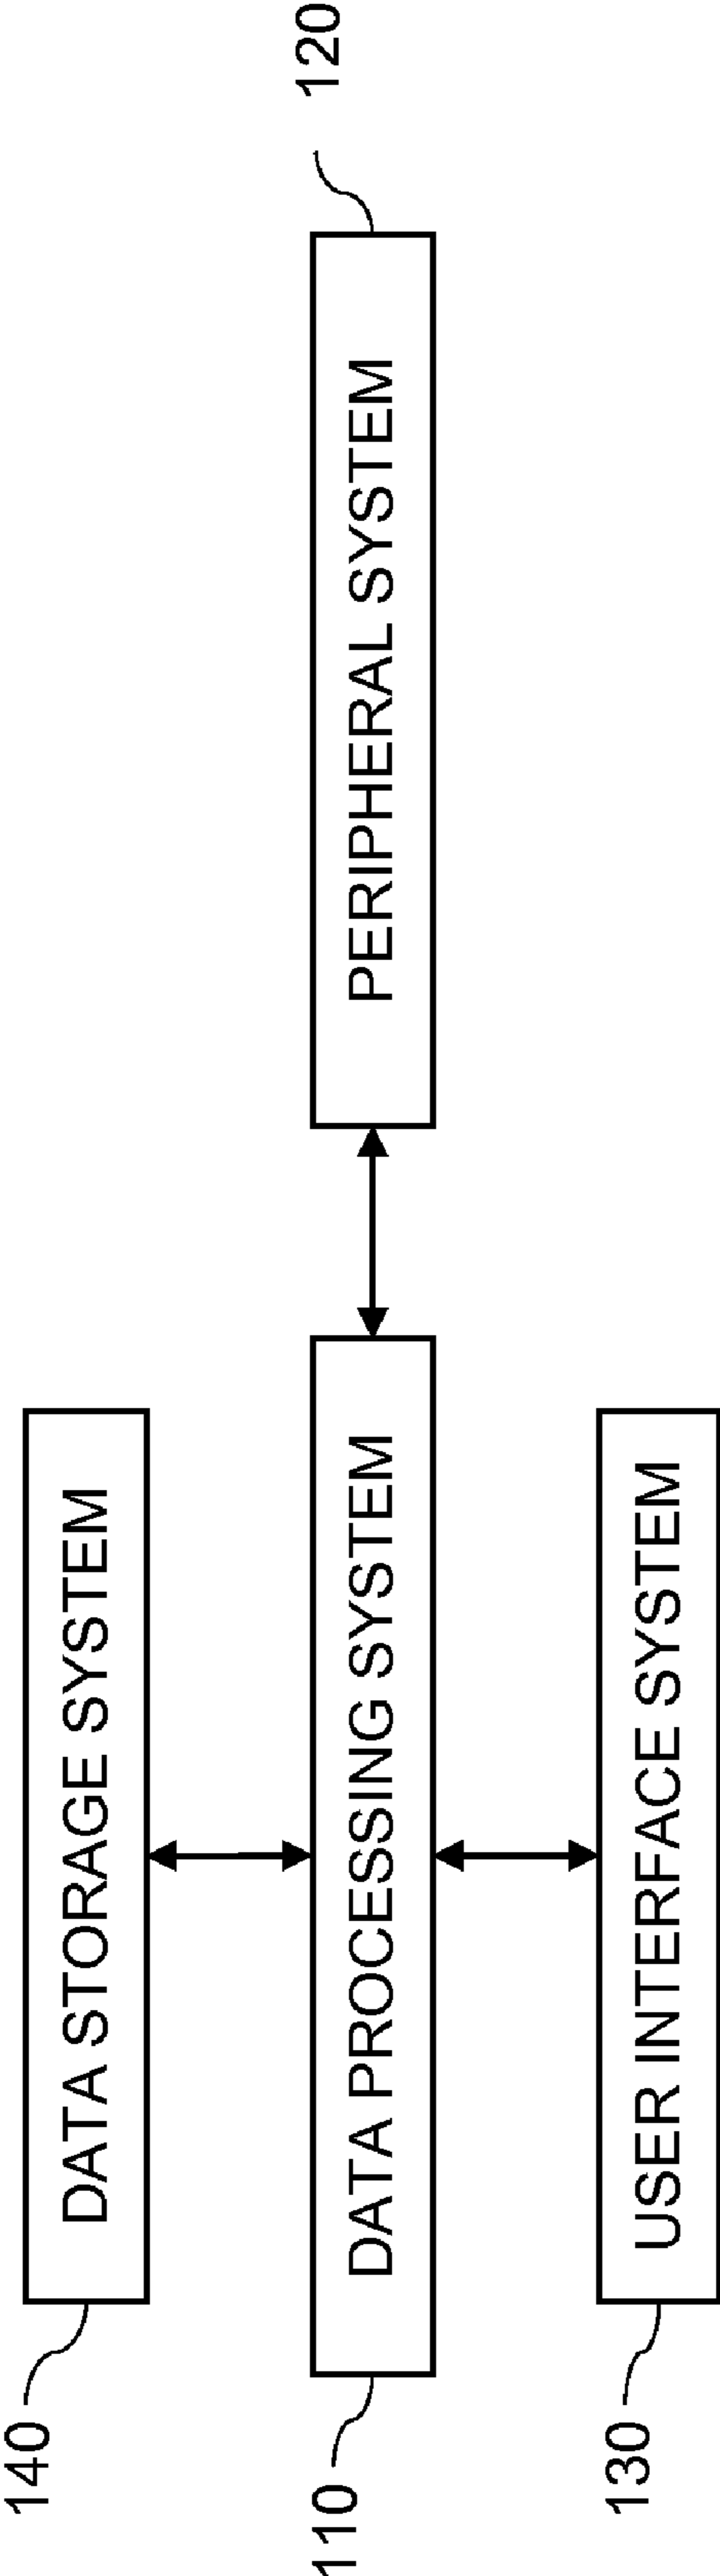 140
DATA STORAGE SYSTEM
110
DATA PROCESSING SYSTEM
PERIPHERAL SYSTEM
120
130
USER INTERFACE SYSTEM